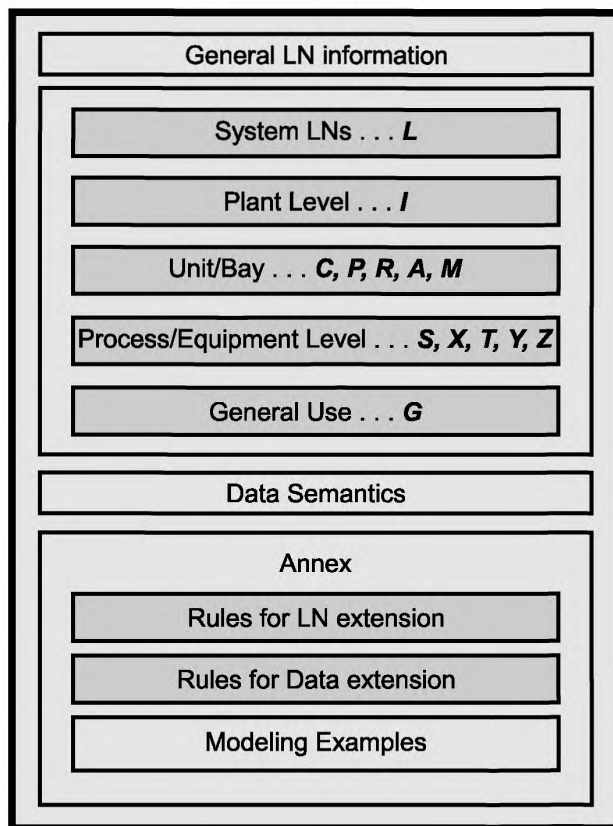 General LN information
System LNs . . . L
Plant Level . . . I
Unit/Bay . . . C, P, R, A, M
Process/Equipment Level . . . S, X, T, Y, Z
General Use . . . G
Data Semantics
Annex
Rules for LN extension
Rules for Data extension
Modeling Examples